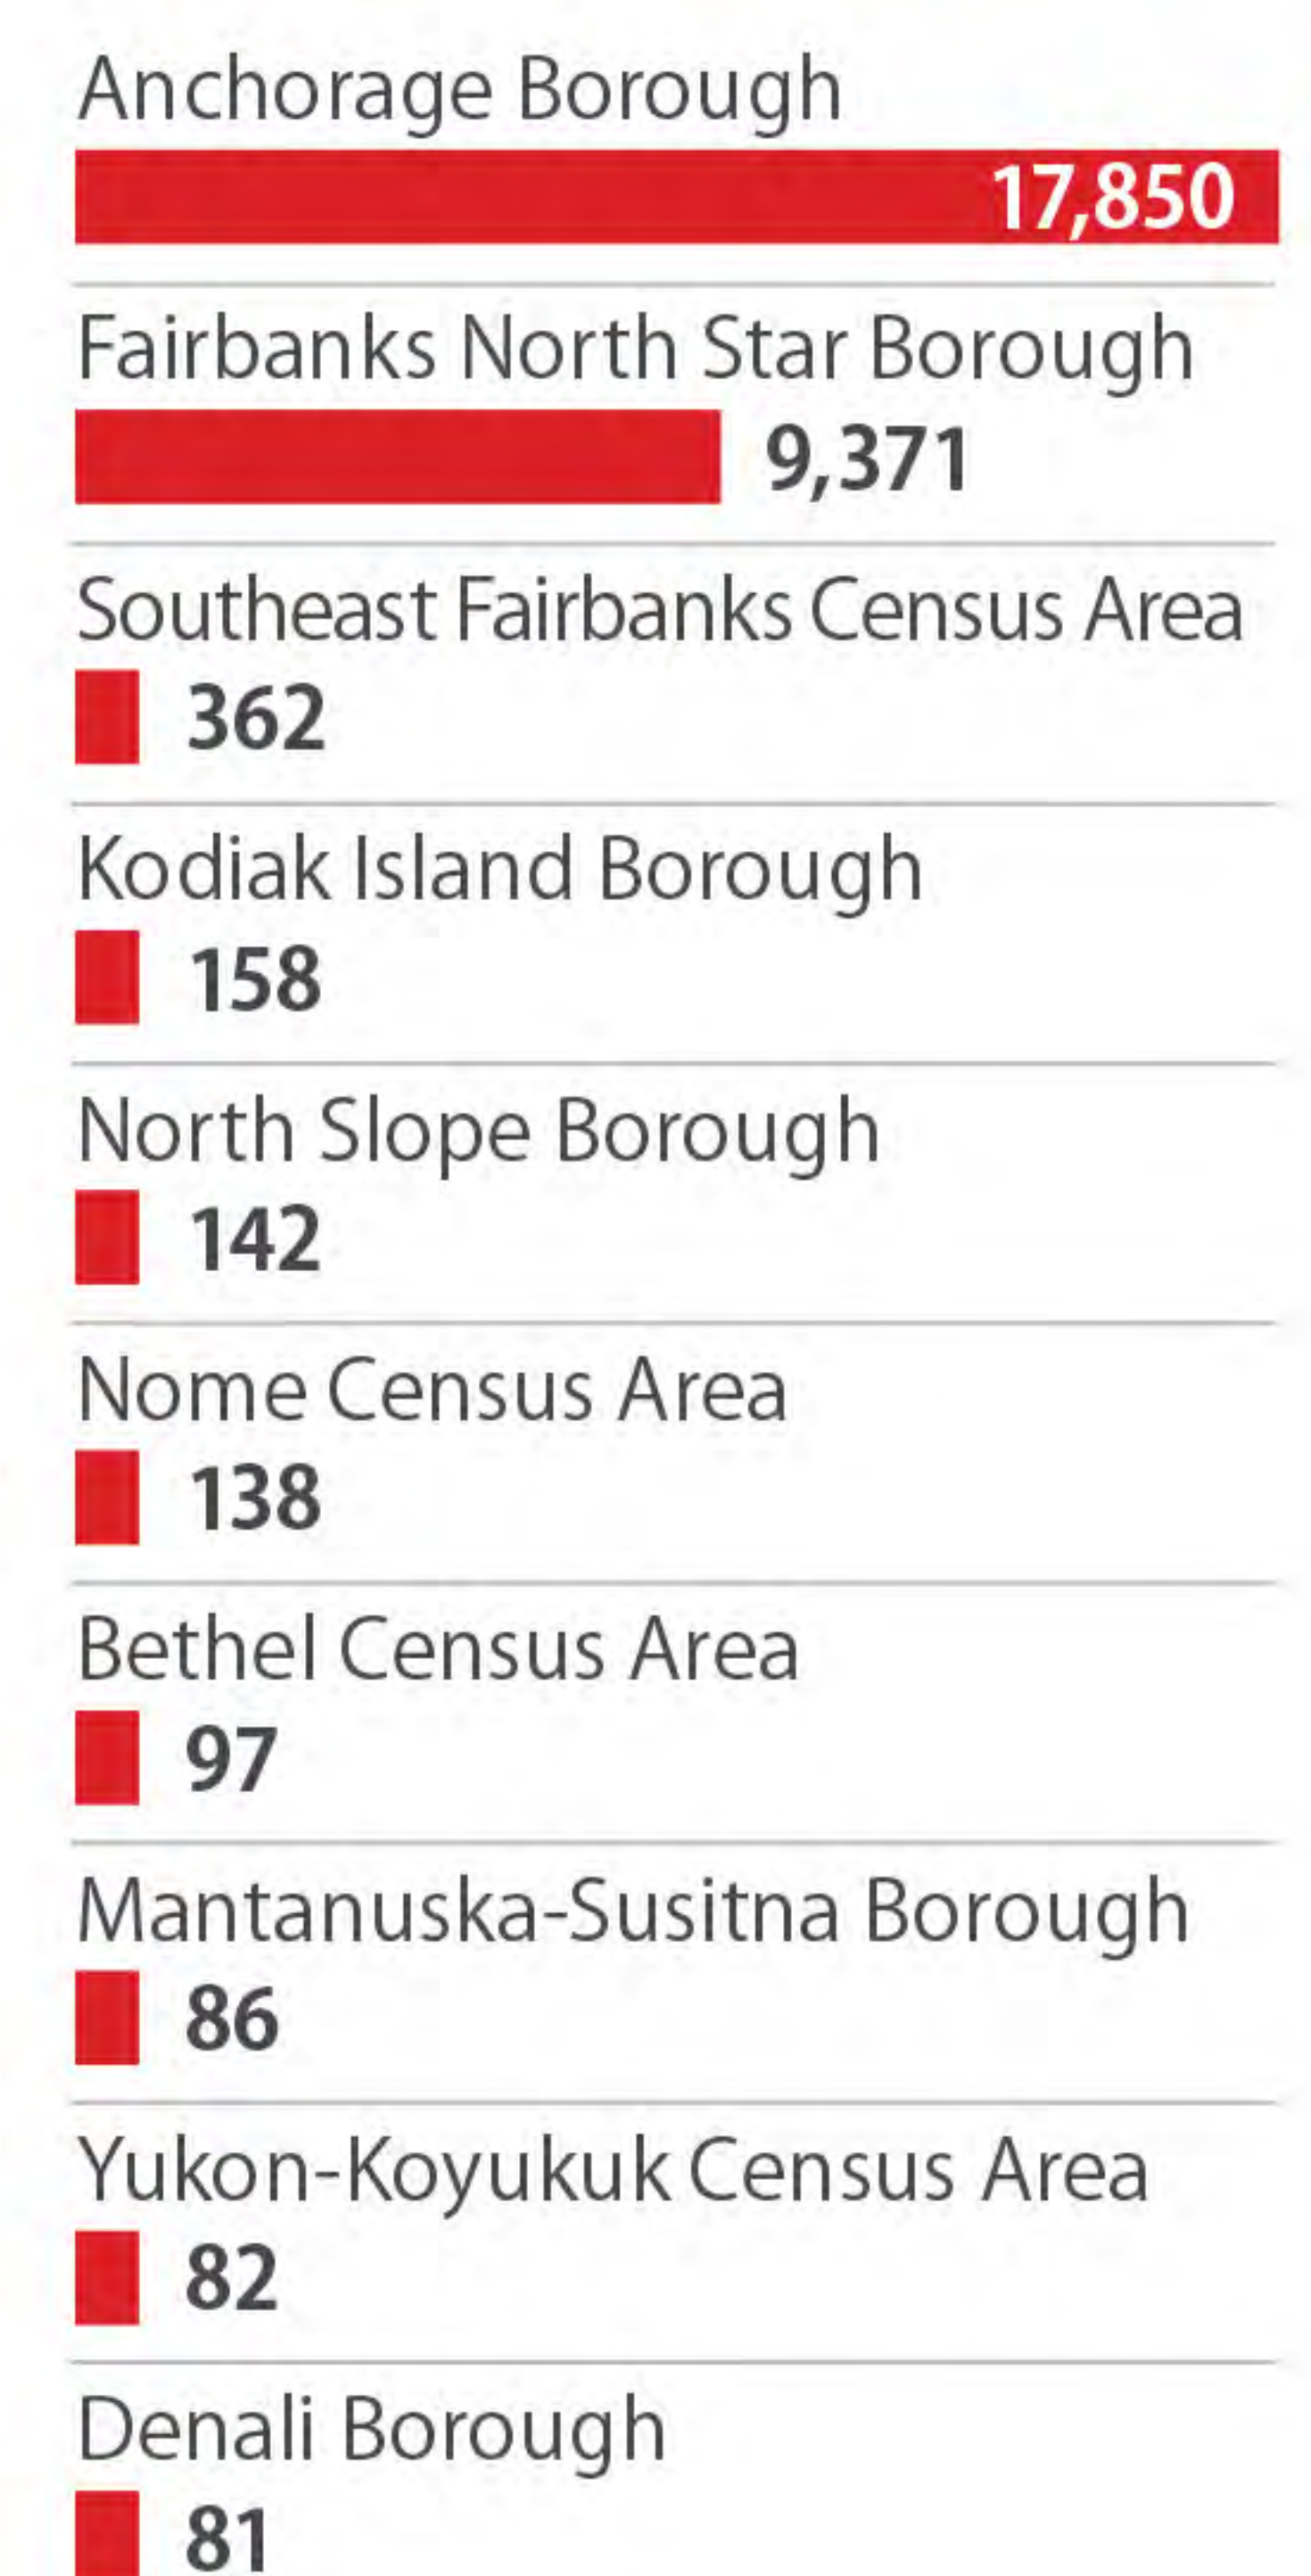 Anchorage Borough
17,850
Fairbanks North Star Borough
9,371
Southeast Fairbanks Census Area
362
Kodiak Island Borough
158
North Slope Borough
142
Nome Census Area
138
Bethel Census Area
97
Mantanuska-Susitna Borough
86
Yukon-Koyukuk Census Area
82
Denali Borough
81